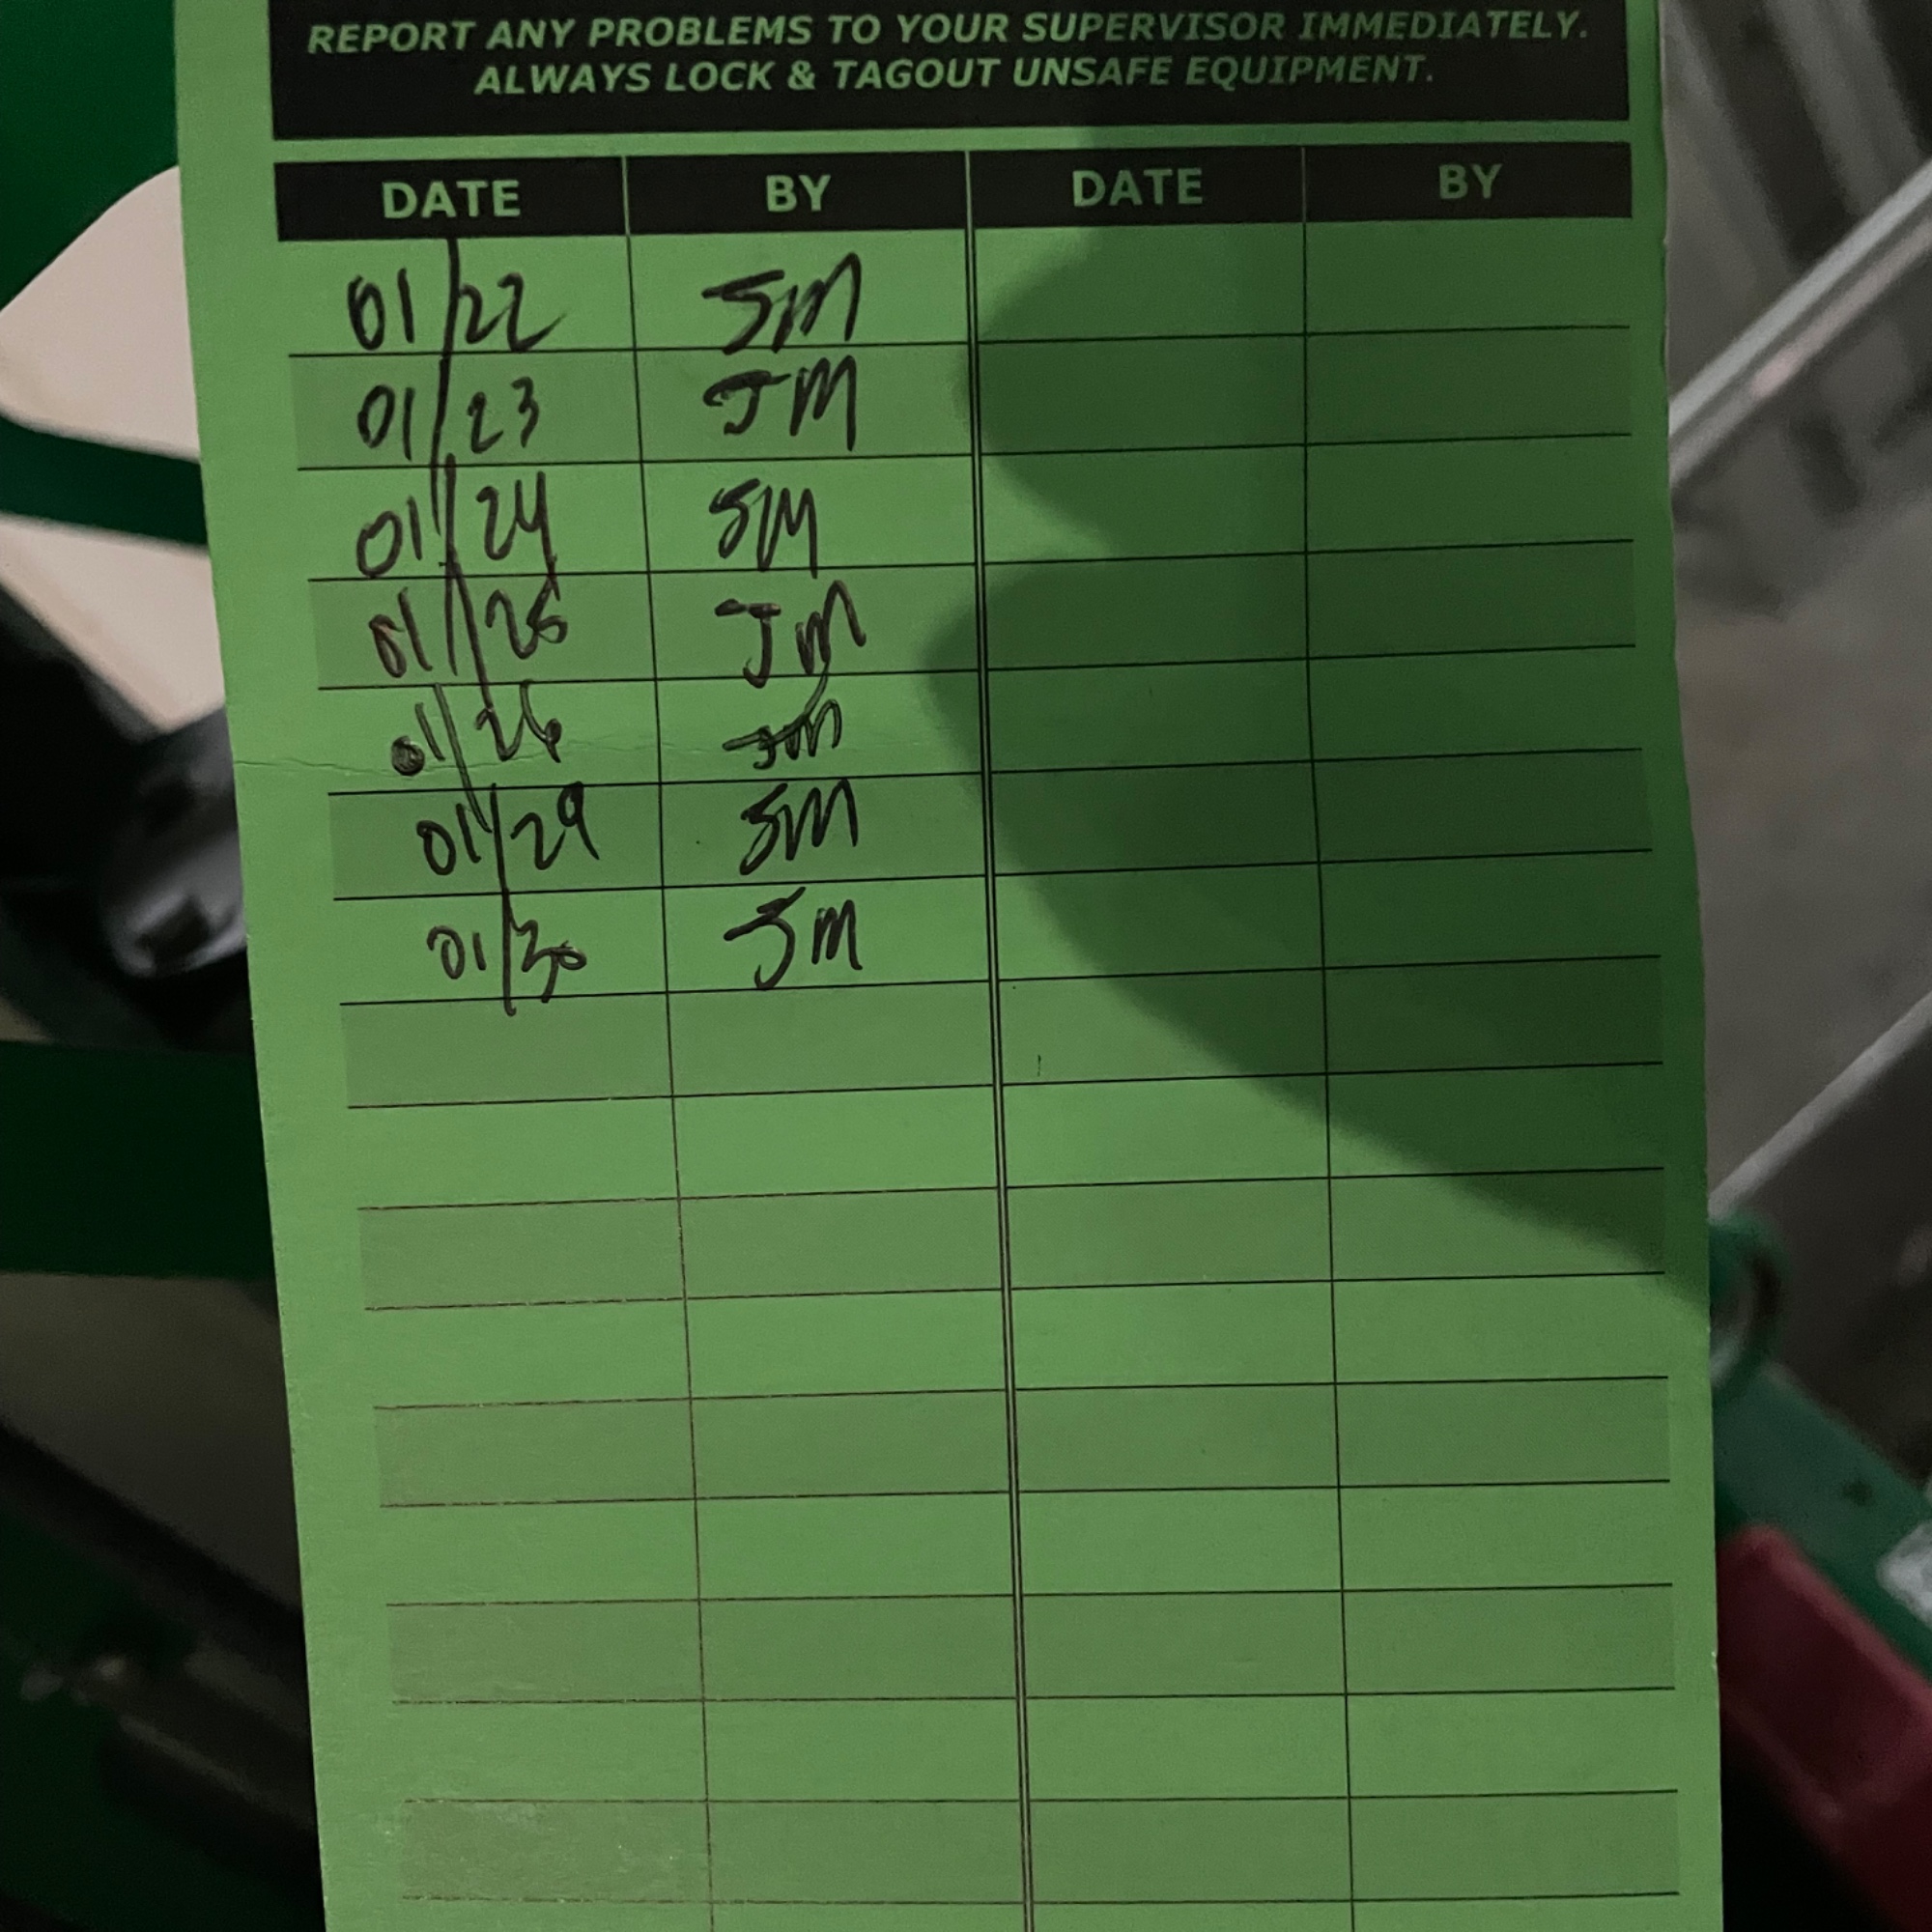 REPORT ANY PROBLEMS TO YOUR SUPERVISOR IMMEDIATELY.
ALWAYS LOCK & TAGOUT UNSAFE EQUIPMENT.
DATE BY DATE BY
01/22 JM
01/23 JM
01/24 JM
01/25 JM
01/26 JM
01/29 JM
01/30 JM